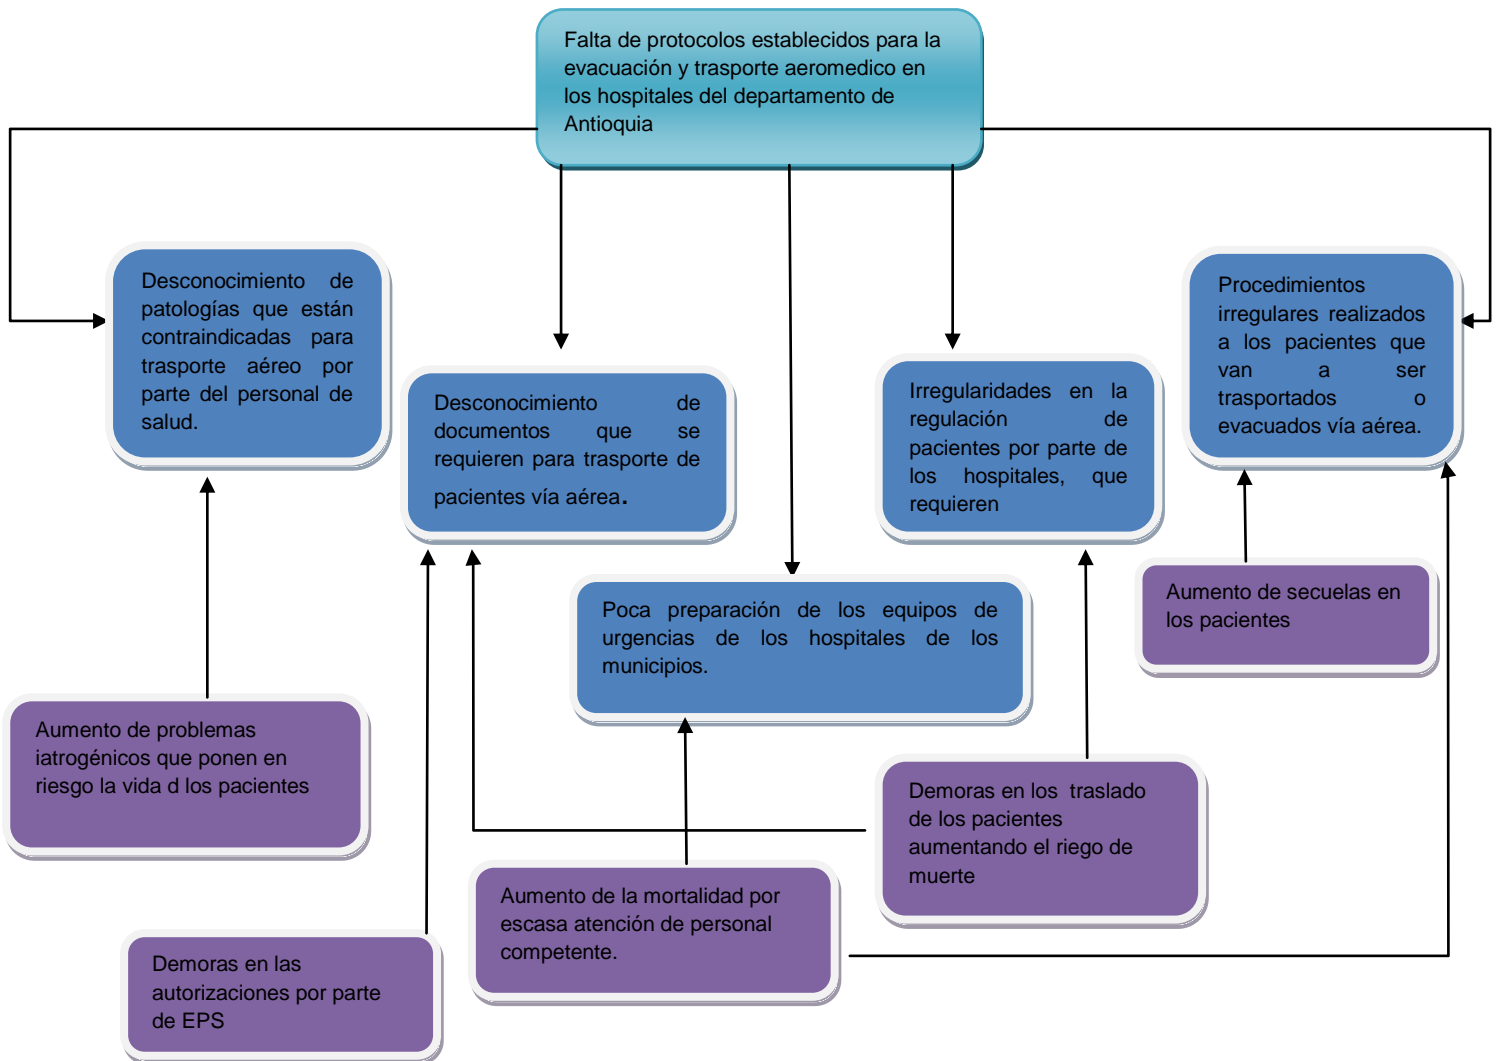 Falta de protocolos establecidos para la
evacuación y trasporte aeromedico en
los hospitales del departamento de
Antioquia
Desconocimiento de
patologías que están
contraindicadas para
trasporte aéreo por
parte del personal de
salud.
Desconocimiento de
documentos que se
requieren para trasporte de
pacientes vía aérea.
Irregularidades en la
regulación de
pacientes por parte de
los hospitales, que
requieren
Procedimientos
irregulares realizados
a los pacientes que
van a ser
trasportados o
evacuados vía aérea.
Poca preparación de los equipos de
urgencias de los hospitales de los
municipios.
Aumento de secuelas en
los pacientes
Aumento de problemas
iatrogénicos que ponen en
riesgo la vida d los pacientes
Demoras en los traslado
de los pacientes
aumentando el riego de
muerte
Aumento de la mortalidad por
escasa atención de personal
competente.
Demoras en las
autorizaciones por parte
de EPS